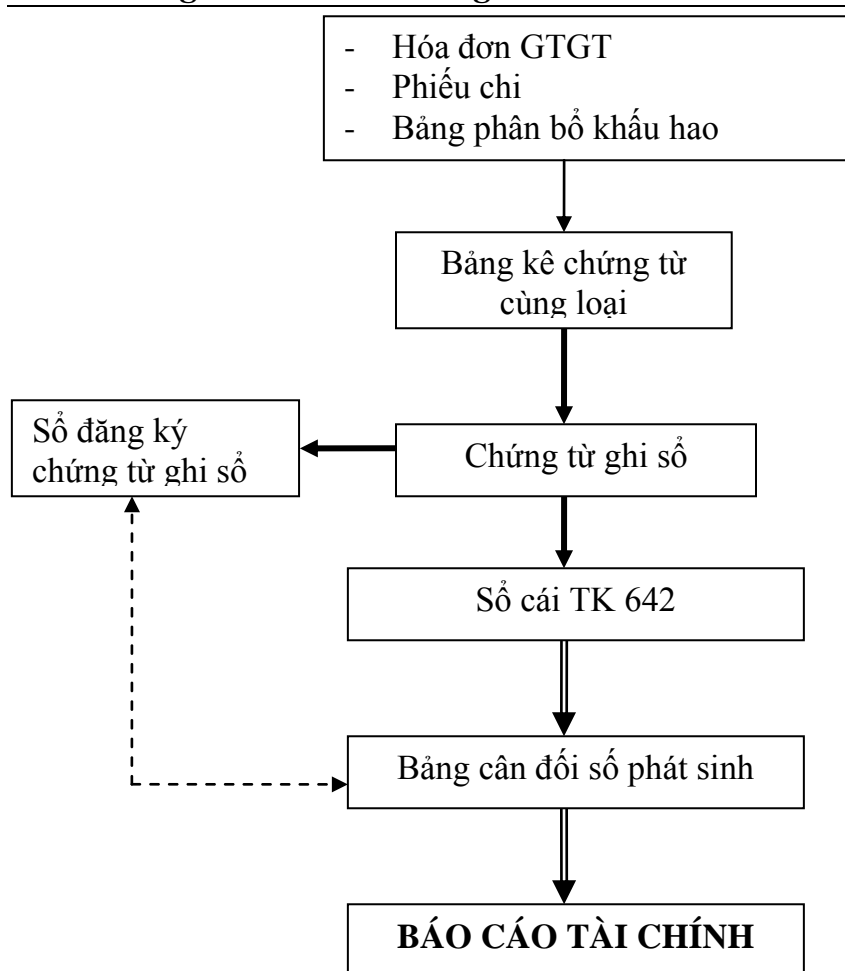 - Hóa đơn GTGT
- Phiếu chi
- Bảng phân bổ khấu hao
Bảng kê chứng từ
cùng loại
Sổ đăng ký
chứng từ ghi sổ
Chứng từ ghi sổ
Sổ cái TK 642
Bảng cân đối số phát sinh
BÁO CÁO TÀI CHÍNH